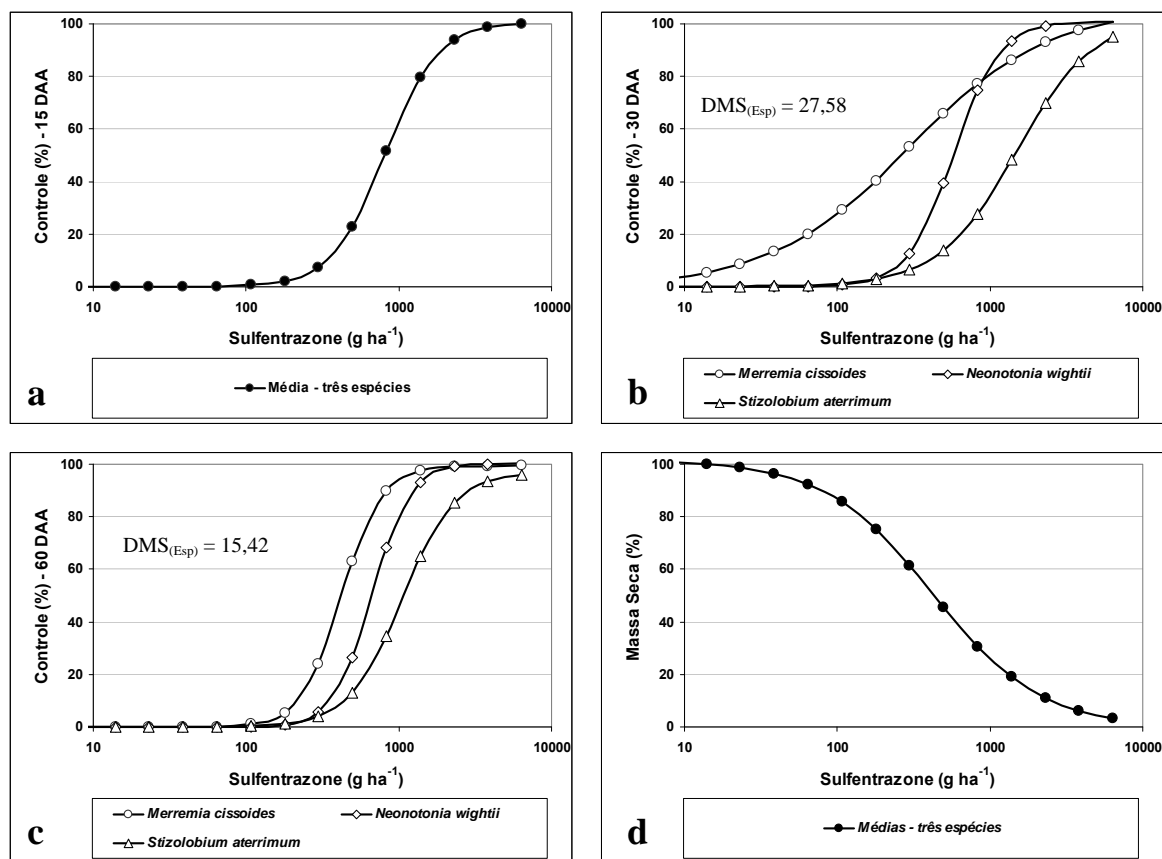 Controle (%) - 15 DAA
100
80
60
40
20
0
10 100 1000 10000
Sulfentrazone (g ha⁻¹)
Média - três espécies
a
Controle (%) - 30 DAA
100
80
60
40
20
0
DMS(Esp) = 27,58
10 100 1000 10000
Sulfentrazone (g ha⁻¹)
Merremia cissoides Neonotonia wightii
Stizolobium aterrimum
b
Controle (%) - 60 DAA
100
80
60
40
20
0
DMS(Esp) = 15,42
10 100 1000 10000
Sulfentrazone (g ha⁻¹)
Merremia cissoides Neonotonia wightii
Stizolobium aterrimum
c
Massa Seca (%)
100
80
60
40
20
0
10 100 1000 10000
Sulfentrazone (g ha⁻¹)
Médias - três espécies
d